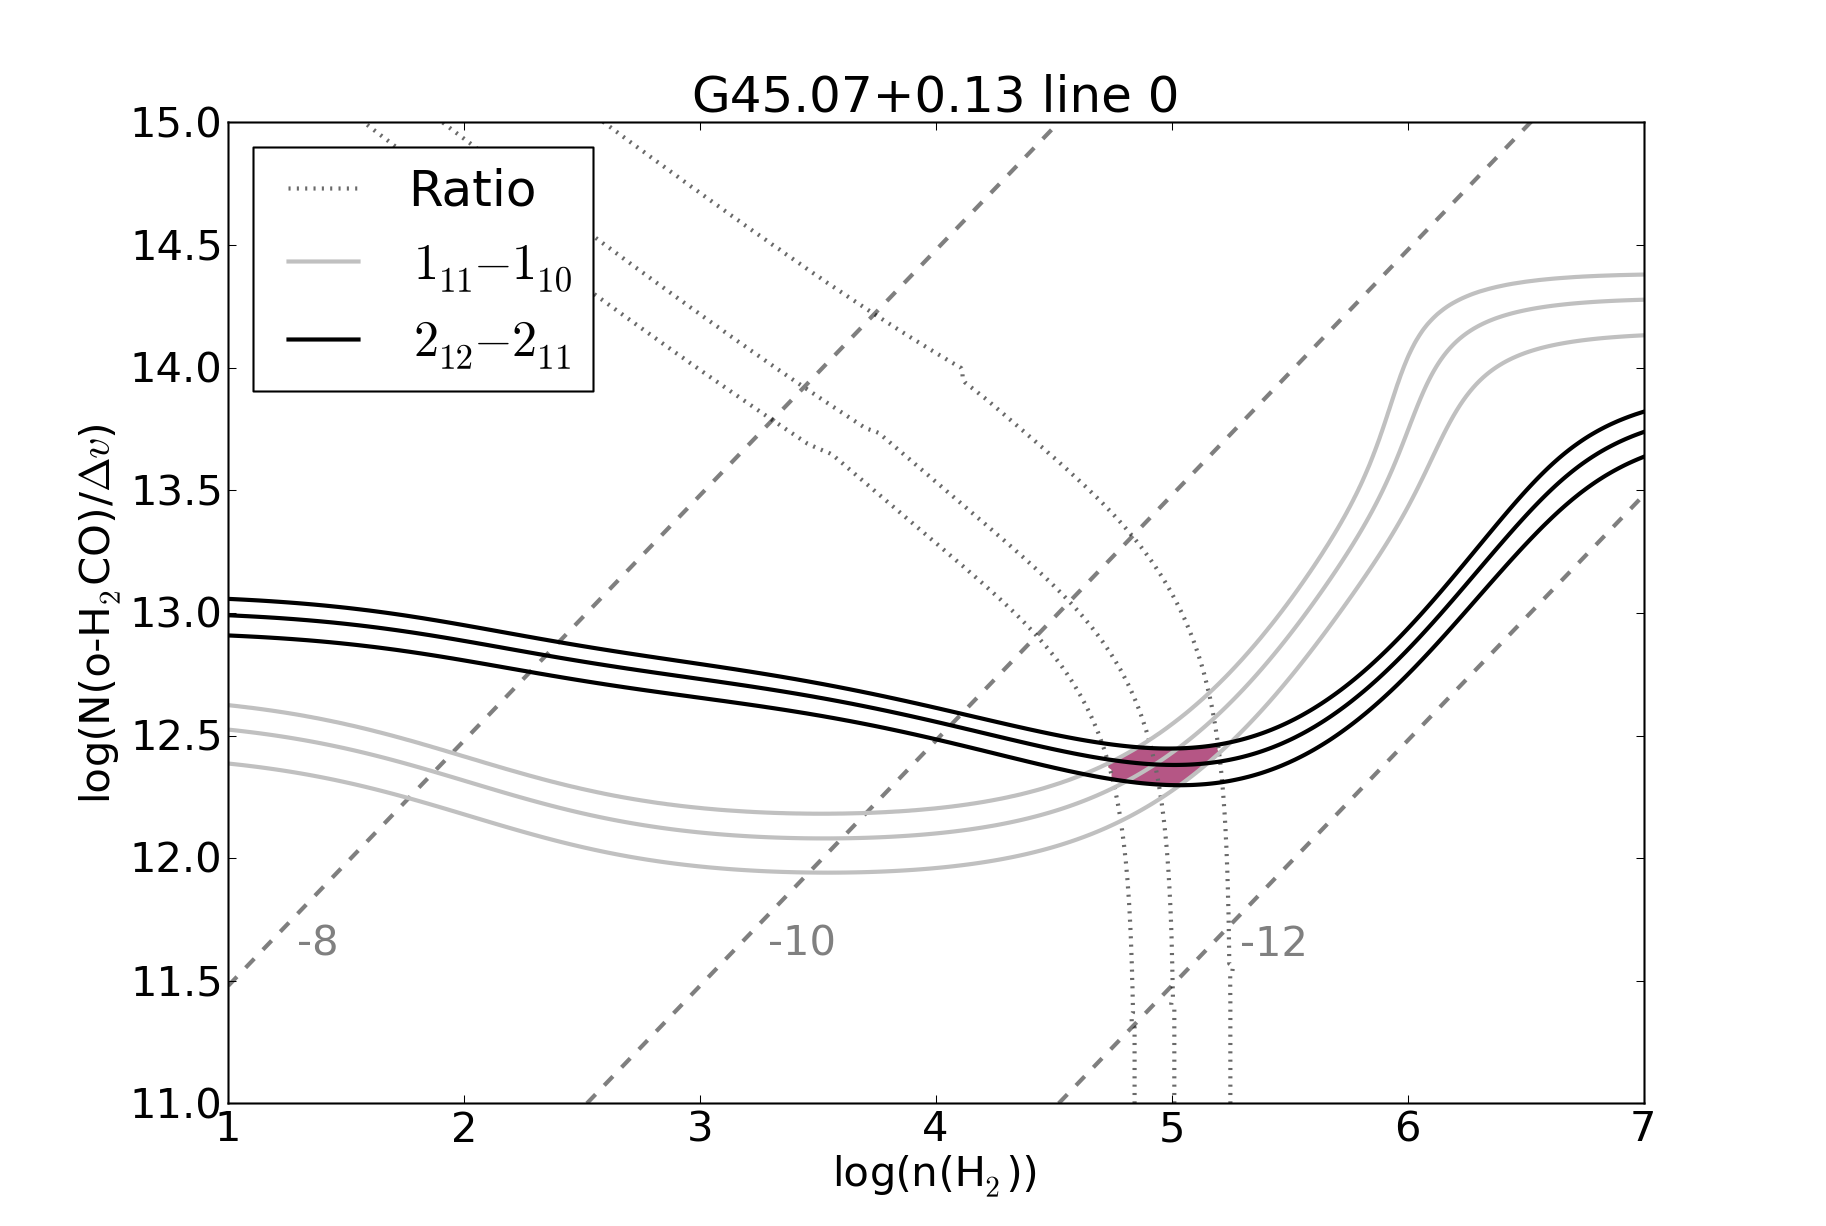 G45.07+0.13 line 0
15.0
14.5
14.0
13.5
13.0
12.5
12.0
11.5
11.0
log(N(o-H₂CO)/Δv)
Ratio
1₁₁−1₁₀
2₁₂−2₁₁
-8
-10
-12
1 2 3 4 5 6 7
log(n(H₂))